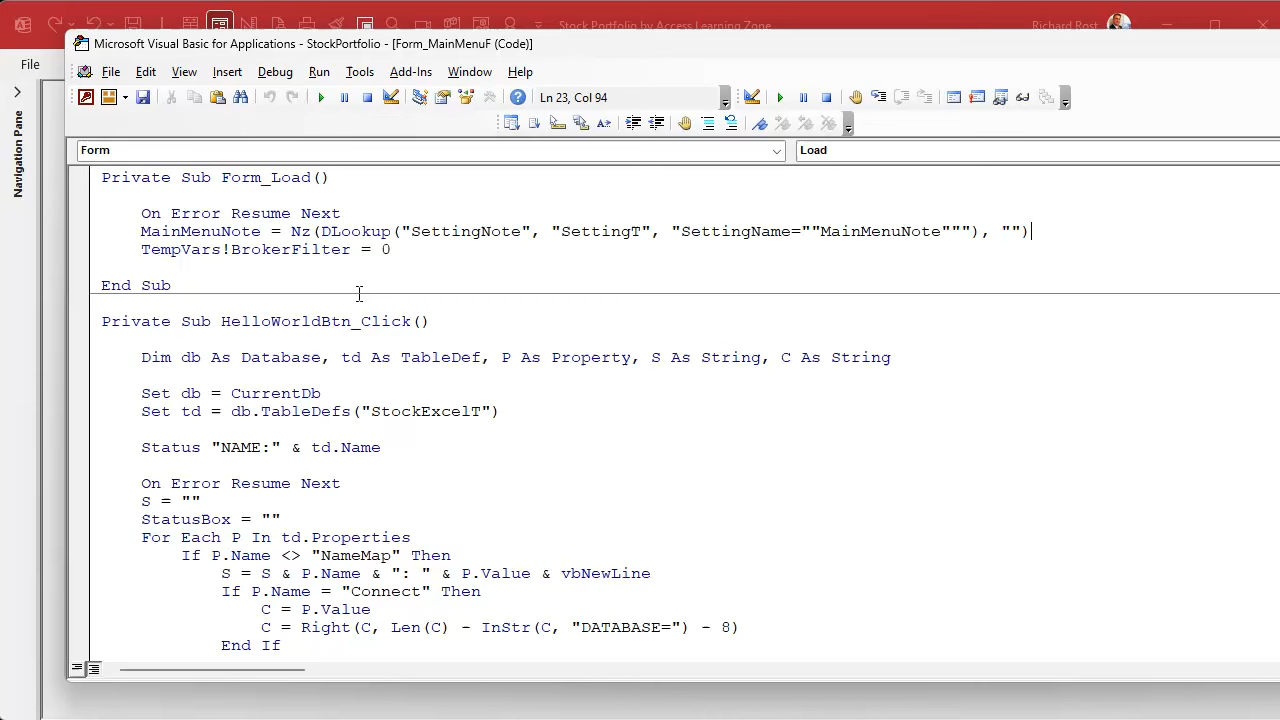 Stock Portfolio by Access Learning Zone
Richard Rost
File
Navigation Pane
Microsoft Visual Basic for Applications - StockPortfolio - [Form_MainMenuF (Code)]
File Edit View Insert Debug Run Tools Add-Ins Window Help
Ln 23, Col 94
Form
Load
Private Sub Form_Load()
On Error Resume Next
MainMenuNote = Nz(DLookup("SettingNote", "SettingT", "SettingName=""MainMenuNote"""), "")
TempVars!BrokerFilter = 0
End Sub
Private Sub HelloWorldBtn_Click()
Dim db As Database, td As TableDef, P As Property, S As String, C As String
Set db = CurrentDb
Set td = db.TableDefs("StockExcelT")
Status "NAME:" & td.Name
On Error Resume Next
S = ""
StatusBox = ""
For Each P In td.Properties
If P.Name <> "NameMap" Then
S = S & P.Name & ": " & P.Value & vbNewLine
If P.Name = "Connect" Then
C = P.Value
C = Right(C, Len(C) - InStr(C, "DATABASE=") - 8)
End If